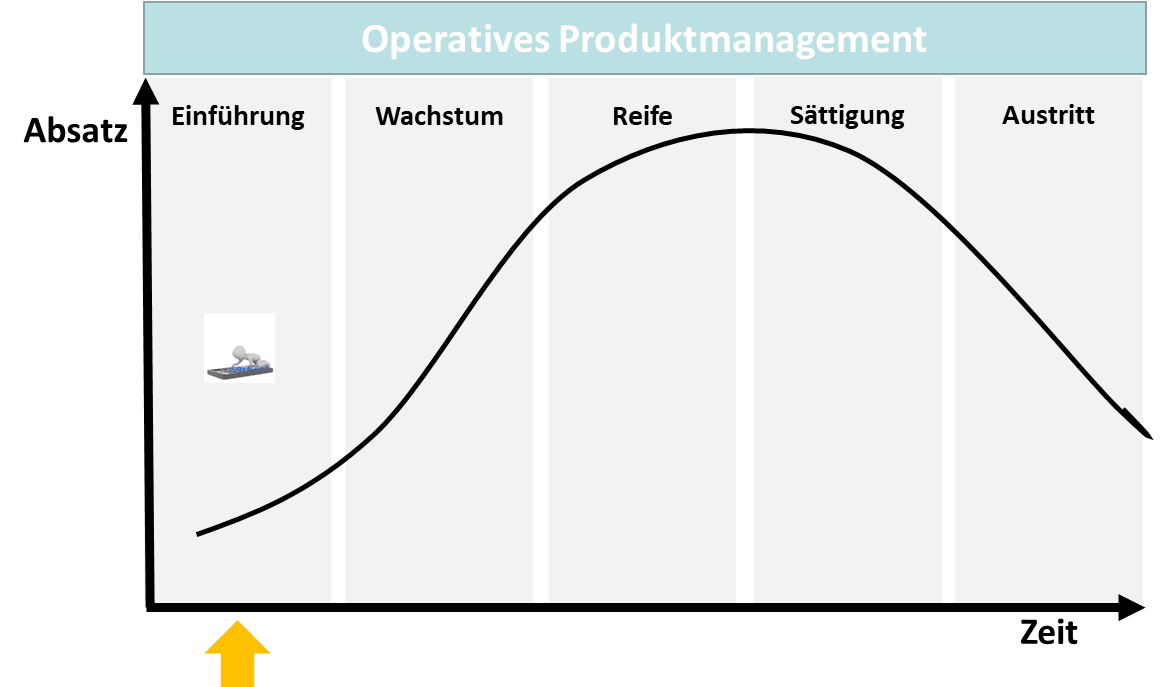 Operatives Produktmanagement
Absatz
Einführung
Wachstum
Reife
Sättigung
Austritt
Zeit